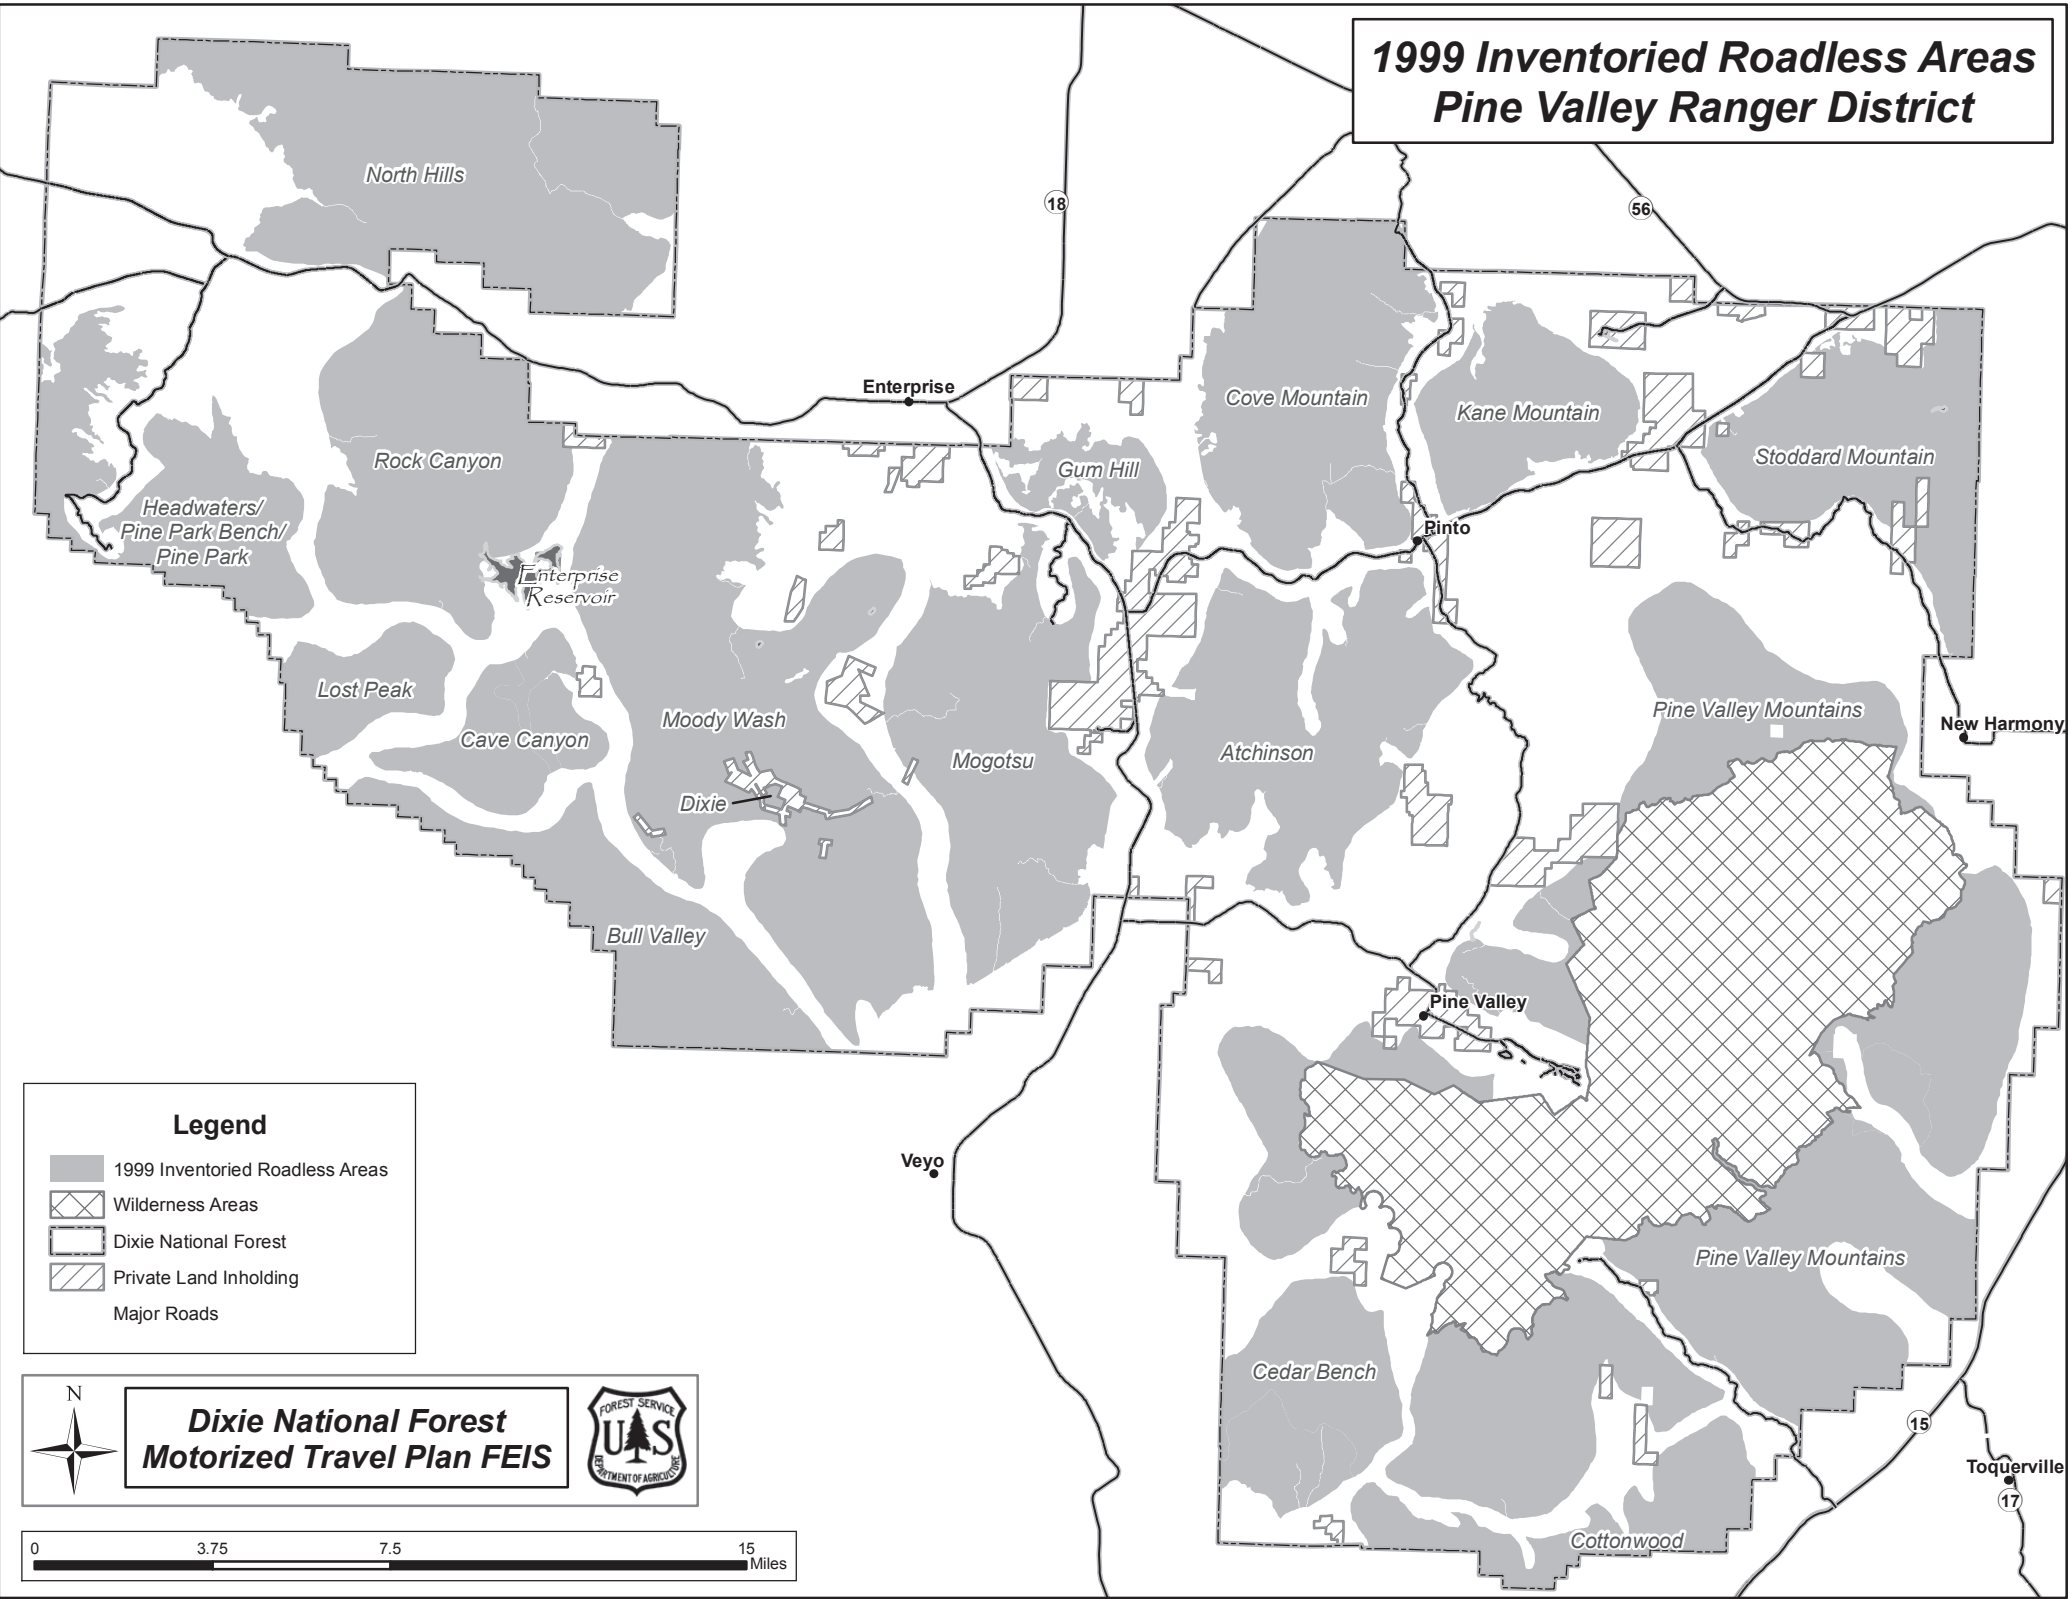 1999 Inventoried Roadless Areas
Pine Valley Ranger District
North Hills
18
56
Enterprise
Cove Mountain
Kane Mountain
Rock Canyon
Gum Hill
Stoddard Mountain
Headwaters/
Pine Park Bench/
Pine Park
Pinto
Enterprise
Reservoir
Lost Peak
Moody Wash
Pine Valley Mountains
New Harmony
Cave Canyon
Mogotsu
Atchinson
Dixie
Bull Valley
Pine Valley
Veyo
Pine Valley Mountains
Cedar Bench
15
Toquerville
17
Cottonwood
Legend
1999 Inventoried Roadless Areas
Wilderness Areas
Dixie National Forest
Private Land Inholding
Major Roads
N
Dixie National Forest
Motorized Travel Plan FEIS
FOREST SERVICE
U S
DEPARTMENT OF AGRICULTURE
0 3.75 7.5 15
Miles